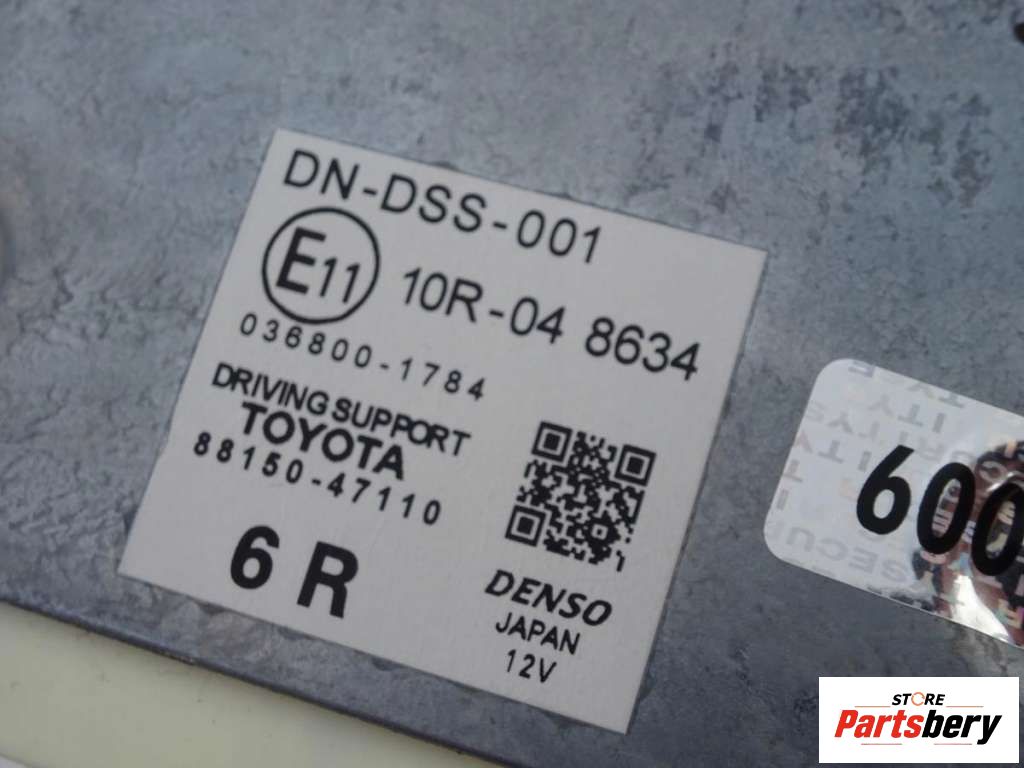 DN-DSS-001
E11 10R-04 8634
036800-1784
DRIVING SUPPORT
TOYOTA
88150-47110
6 R
DENSO
JAPAN
12V
600
STORE
Partsbery